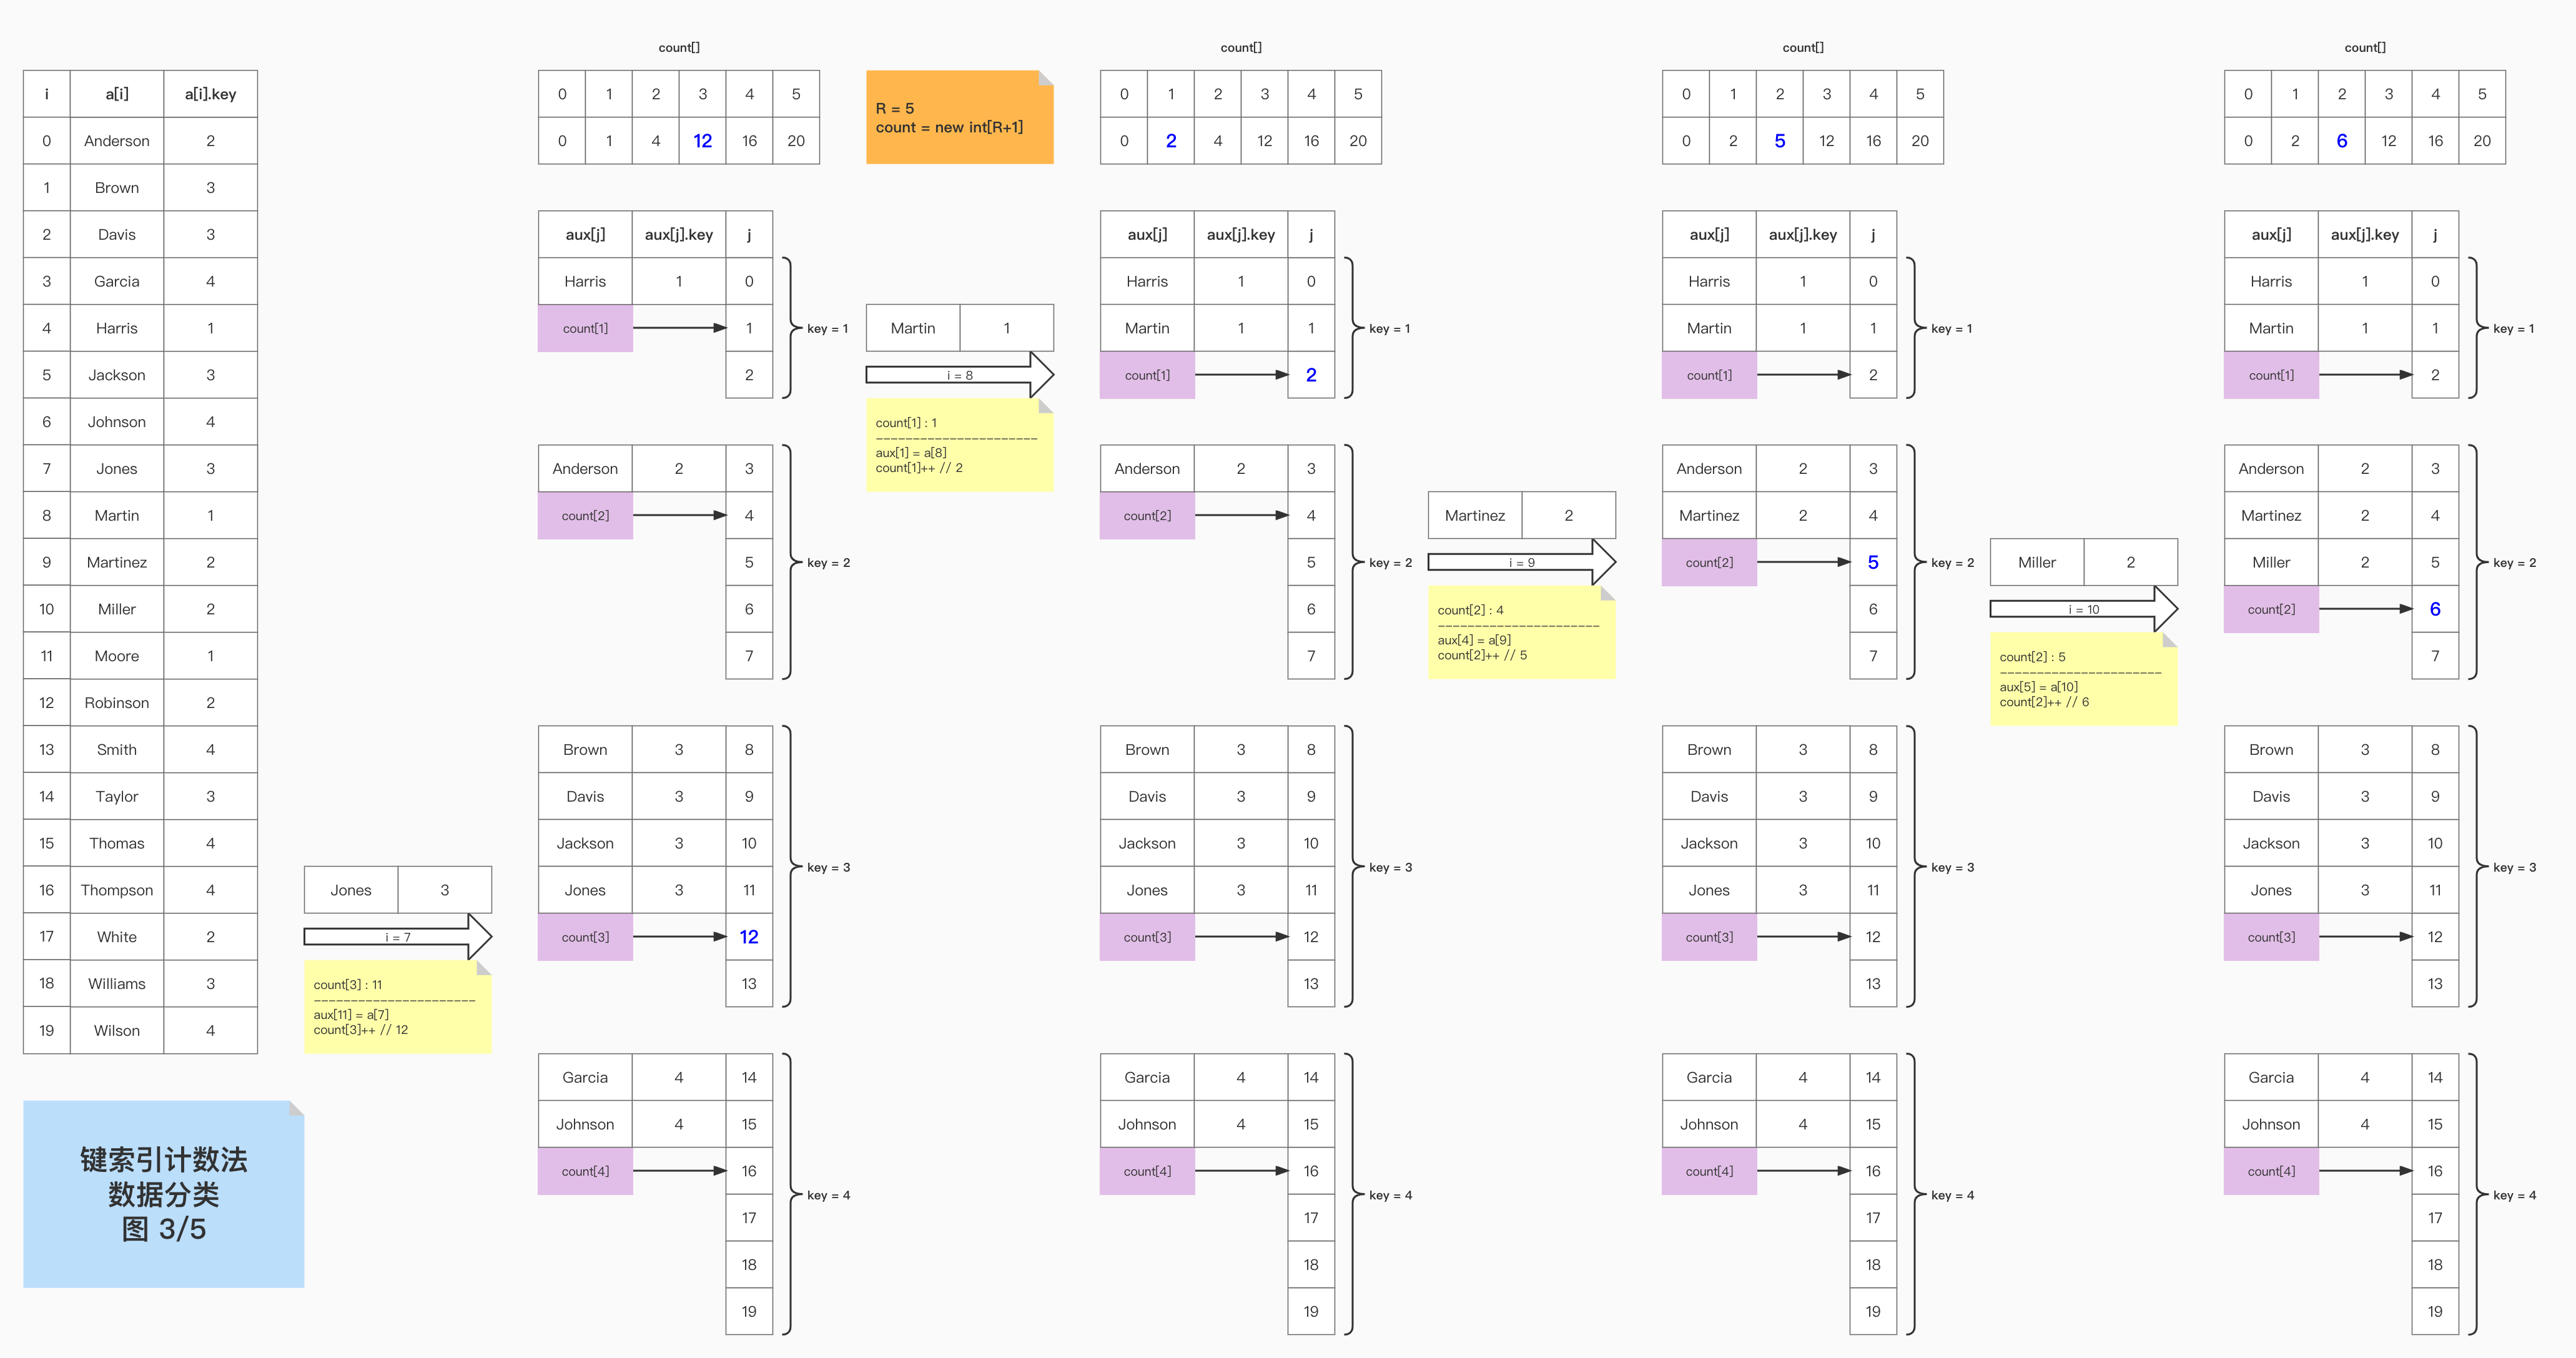 i a[i] a[i].key
0 Anderson 2
1 Brown 3
2 Davis 3
3 Garcia 4
4 Harris 1
5 Jackson 3
6 Johnson 4
7 Jones 3
8 Martin 1
9 Martinez 2
10 Miller 2
11 Moore 1
12 Robinson 2
13 Smith 4
14 Taylor 3
15 Thomas 4
16 Thompson 4
17 White 2
18 Williams 3
19 Wilson 4
键索引计数法
数据分类
图 3/5
Jones 3
i = 7
count[3] : 11
----------------------
aux[11] = a[7]
count[3]++ // 12
count[]
0 1 2 3 4 5
0 1 4 12 16 20
aux[j] aux[j].key j
Harris 1 0
count[1] 1
2
key = 1
Anderson 2 3
count[2] 4
5
6
7
key = 2
Brown 3 8
Davis 3 9
Jackson 3 10
Jones 3 11
count[3] 12
13
key = 3
Garcia 4 14
Johnson 4 15
count[4] 16
17
18
19
key = 4
R = 5
count = new int[R+1]
Martin 1
i = 8
count[1] : 1
----------------------
aux[1] = a[8]
count[1]++ // 2
count[]
0 1 2 3 4 5
0 2 4 12 16 20
aux[j] aux[j].key j
Harris 1 0
Martin 1 1
count[1] 2
key = 1
Anderson 2 3
count[2] 4
5
6
7
key = 2
Brown 3 8
Davis 3 9
Jackson 3 10
Jones 3 11
count[3] 12
13
key = 3
Garcia 4 14
Johnson 4 15
count[4] 16
17
18
19
key = 4
Martinez 2
i = 9
count[2] : 4
----------------------
aux[4] = a[9]
count[2]++ // 5
count[]
0 1 2 3 4 5
0 2 5 12 16 20
aux[j] aux[j].key j
Harris 1 0
Martin 1 1
count[1] 2
key = 1
Anderson 2 3
Martinez 2 4
count[2] 5
6
7
key = 2
Brown 3 8
Davis 3 9
Jackson 3 10
Jones 3 11
count[3] 12
13
key = 3
Garcia 4 14
Johnson 4 15
count[4] 16
17
18
19
key = 4
Miller 2
i = 10
count[2] : 5
----------------------
aux[5] = a[10]
count[2]++ // 6
count[]
0 1 2 3 4 5
0 2 6 12 16 20
aux[j] aux[j].key j
Harris 1 0
Martin 1 1
count[1] 2
key = 1
Anderson 2 3
Martinez 2 4
Miller 2 5
count[2] 6
7
key = 2
Brown 3 8
Davis 3 9
Jackson 3 10
Jones 3 11
count[3] 12
13
key = 3
Garcia 4 14
Johnson 4 15
count[4] 16
17
18
19
key = 4